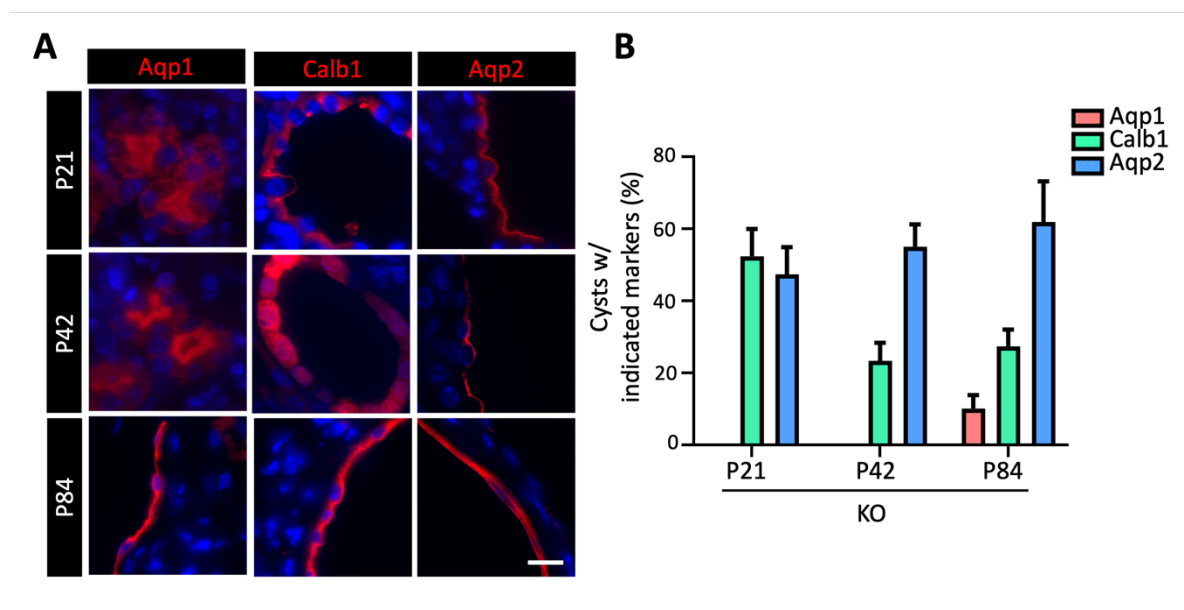 A
B
Aqp1
Calb1
Aqp2
P21
P42
P84
Aqp1
Calb1
Aqp2
Cysts w/
indicated markers (%)
80
60
40
20
0
P21
P42
P84
KO